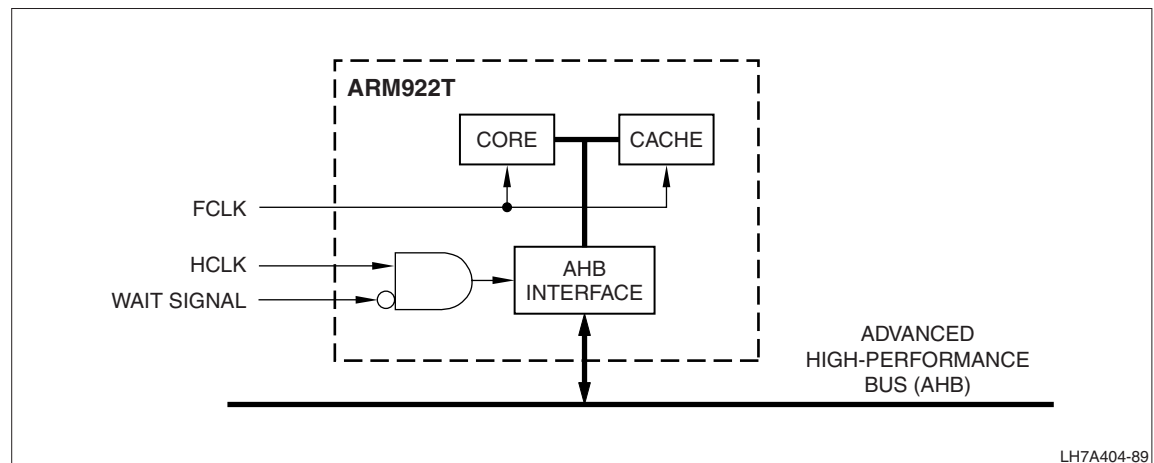 ARM922T
CORE
CACHE
FCLK
HCLK
WAIT SIGNAL
AHB
INTERFACE
ADVANCED
HIGH-PERFORMANCE
BUS (AHB)
LH7A404-89